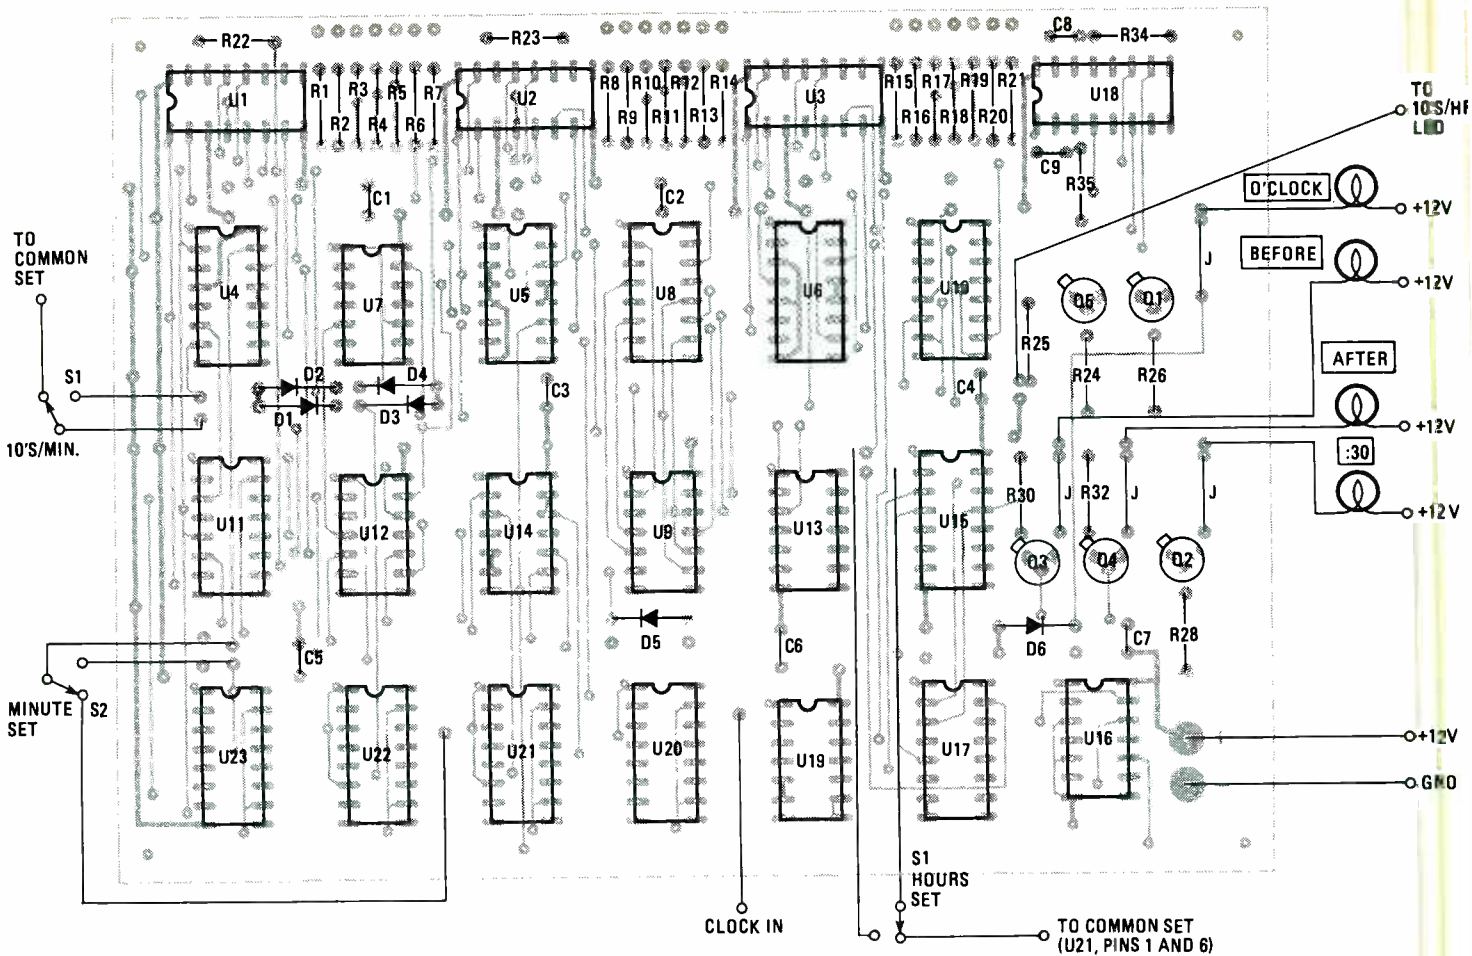 R22
R23
C8
R34
U1
R1
R3
R5
R7
R2
R4
R6
U2
R8
R10
R12
R14
R9
R11
R13
U3
R15
R17
R19
R21
R16
R18
R20
U18
TO
10'S/HR
LED
C1
C2
C9
R35
O'CLOCK
+12V
TO
COMMON
SET
BEFORE
+12V
J
U4
U7
U5
U8
U6
U10
Q5
Q1
R25
AFTER
S1
D2
D4
C3
C4
R24
R26
D1
D3
+12V
10'S/MIN.
:30
+12V
R30
J
R32
J
J
U11
U12
U14
U9
U13
U15
Q3
Q4
Q2
C5
D5
C6
D6
C7
R28
MINUTE
SET
S2
U23
U22
U21
U20
U19
U17
U16
+12V
GND
S1
HOURS
SET
CLOCK IN
TO COMMON SET
(U21, PINS 1 AND 6)